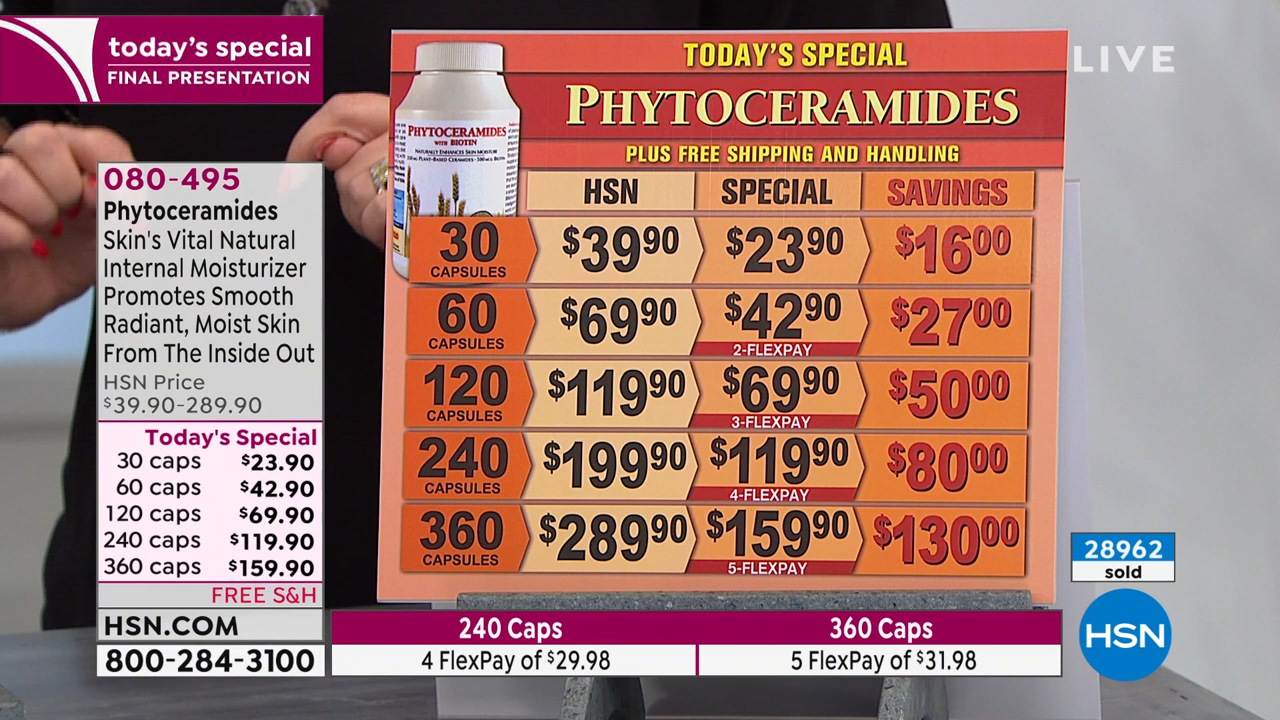 today's special
FINAL PRESENTATION
LIVE
080-495
Phytoceramides
Skin's Vital Natural
Internal Moisturizer
Promotes Smooth
Radiant, Moist Skin
From The Inside Out
HSN Price
$39.90-289.90
Today's Special
30 caps $23.90
60 caps $42.90
120 caps $69.90
240 caps $119.90
360 caps $159.90
FREE S&H
HSN.COM
800-284-3100
TODAY'S SPECIAL
PHYTOCERAMIDES
PLUS FREE SHIPPING AND HANDLING
PHYTOCERAMIDES
WITH BIOTIN
NATURALLY ENHANCES SKIN MOISTURE
HSN SPECIAL SAVINGS
30 CAPSULES $39.90 $23.90 $16.00
60 CAPSULES $69.90 $42.90 $27.00
2-FLEXPAY
120 CAPSULES $119.90 $69.90 $50.00
3-FLEXPAY
240 CAPSULES $199.90 $119.90 $80.00
4-FLEXPAY
360 CAPSULES $289.90 $159.90 $130.00
5-FLEXPAY
28962
sold
HSN
240 Caps 360 Caps
4 FlexPay of $29.98 5 FlexPay of $31.98